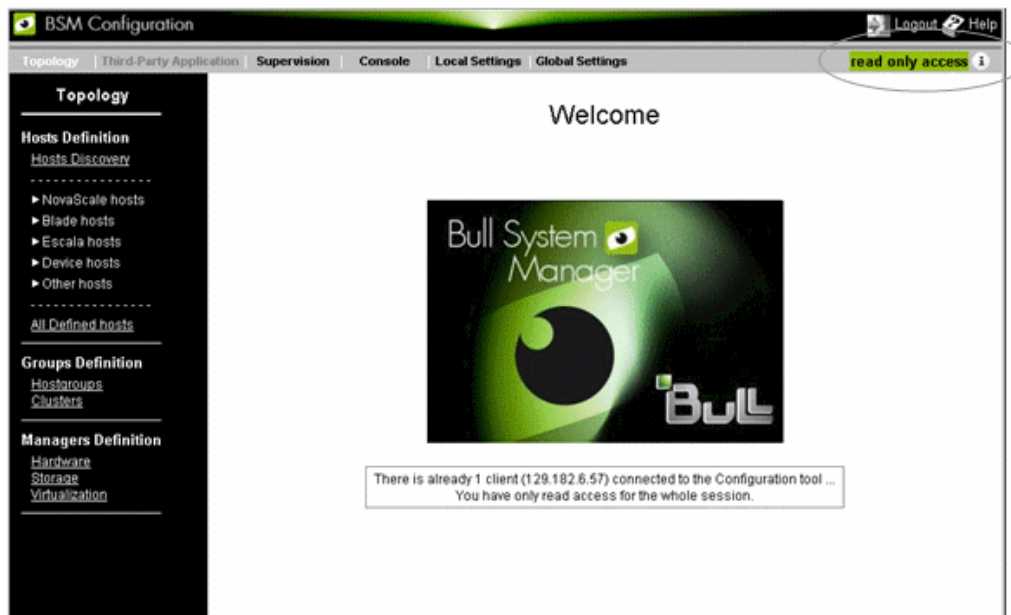 BSM Configuration
Logout Help
Topology Third-Party Application Supervision Console Local Settings Global Settings
read only access i
Topology
Hosts Definition
Hosts Discovery
NovaScale hosts
Blade hosts
Escala hosts
Device hosts
Other hosts
All Defined hosts
Groups Definition
Hostgroups
Clusters
Managers Definition
Hardware
Storage
Virtualization
Welcome
Bull System
Manager
Bull
There is already 1 client (129.182.6.57) connected to the Configuration tool ...
You have only read access for the whole session.